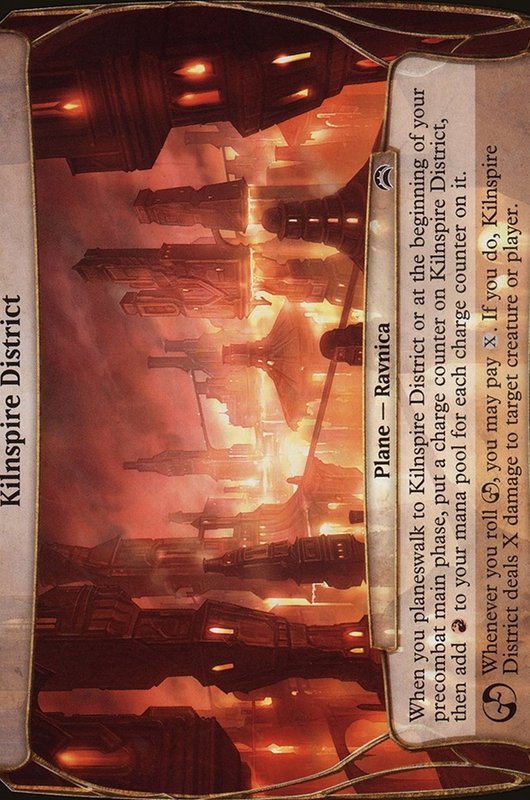 Kilnspire District
Plane — Ravnica
When you planeswalk to Kilnspire District or at the beginning of your
precombat main phase, put a charge counter on Kilnspire District,
then add to your mana pool for each charge counter on it.
Whenever you roll , you may pay X. If you do, Kilnspire
District deals X damage to target creature or player.